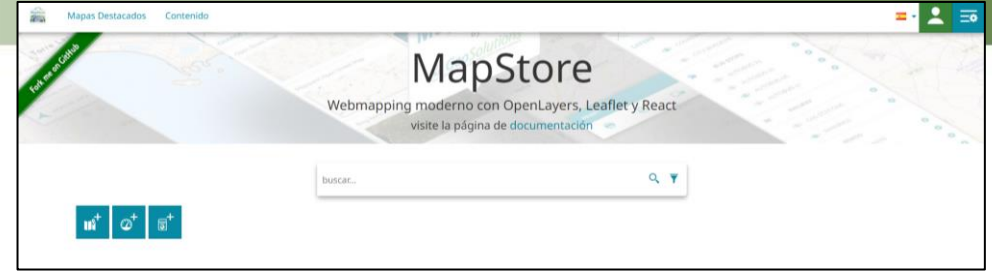 Mapas Destacados Contenido
Fork me on GitHub
MapStore
Webmapping moderno con OpenLayers, Leaflet y React
visite la página de documentación
buscar...